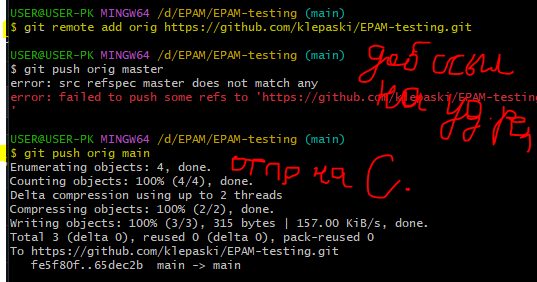 USER@USER-PK MINGW64 /d/EPAM/EPAM-testing (main)
$ git remote add orig https://github.com/klepaski/EPAM-testing.git
USER@USER-PK MINGW64 /d/EPAM/EPAM-testing (main)
$ git push orig master
error: src refspec master does not match any
error: failed to push some refs to 'https://github.com/klepaski/EPAM-testing
'
доб ссыл
на уд.реп
USER@USER-PK MINGW64 /d/EPAM/EPAM-testing (main)
$ git push orig main
отпр на С.
Enumerating objects: 4, done.
Counting objects: 100% (4/4), done.
Delta compression using up to 2 threads
Compressing objects: 100% (2/2), done.
Writing objects: 100% (3/3), 315 bytes | 157.00 KiB/s, done.
Total 3 (delta 0), reused 0 (delta 0), pack-reused 0
To https://github.com/klepaski/EPAM-testing.git
fe5f80f..65dec2b main -> main